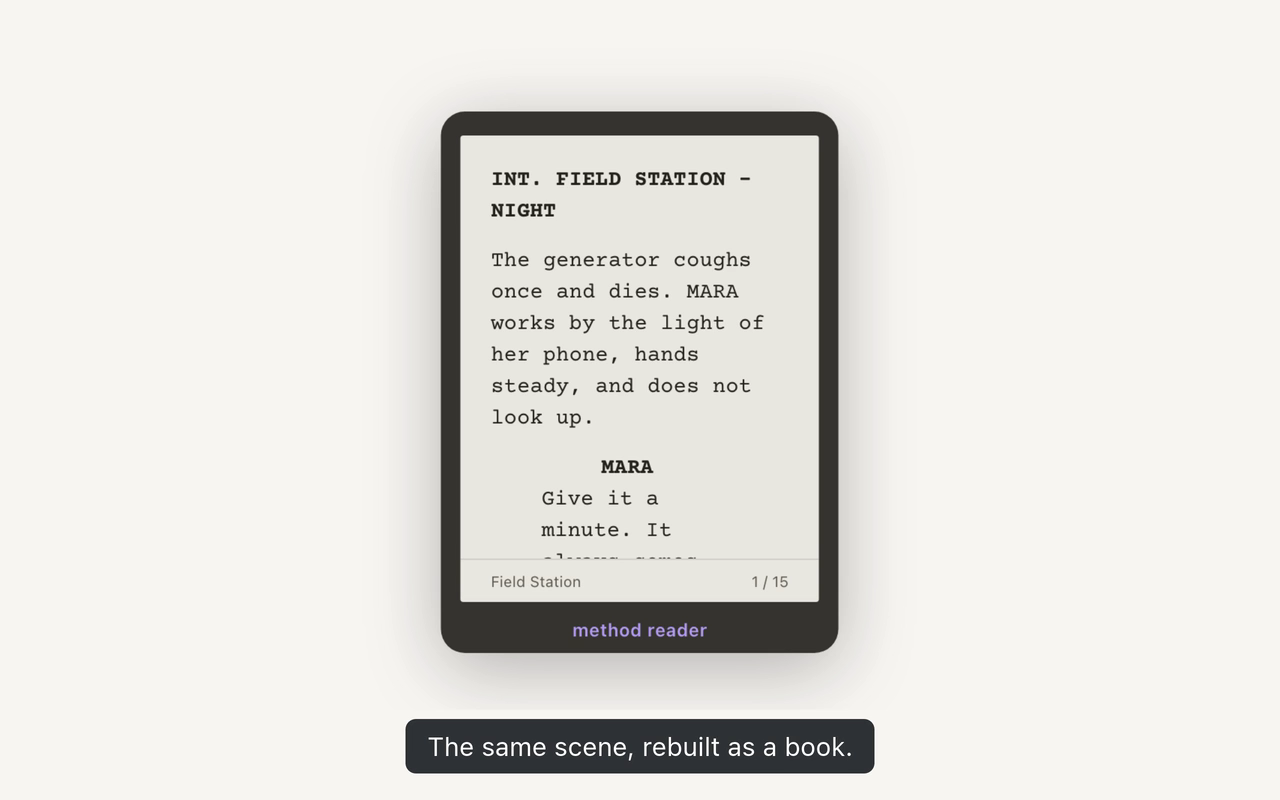 INT. FIELD STATION –
NIGHT
The generator coughs
once and dies. MARA
works by the light of
her phone, hands
steady, and does not
look up.
MARA
Give it a
minute. It
always comes
Field Station
1 / 15
method reader
The same scene, rebuilt as a book.